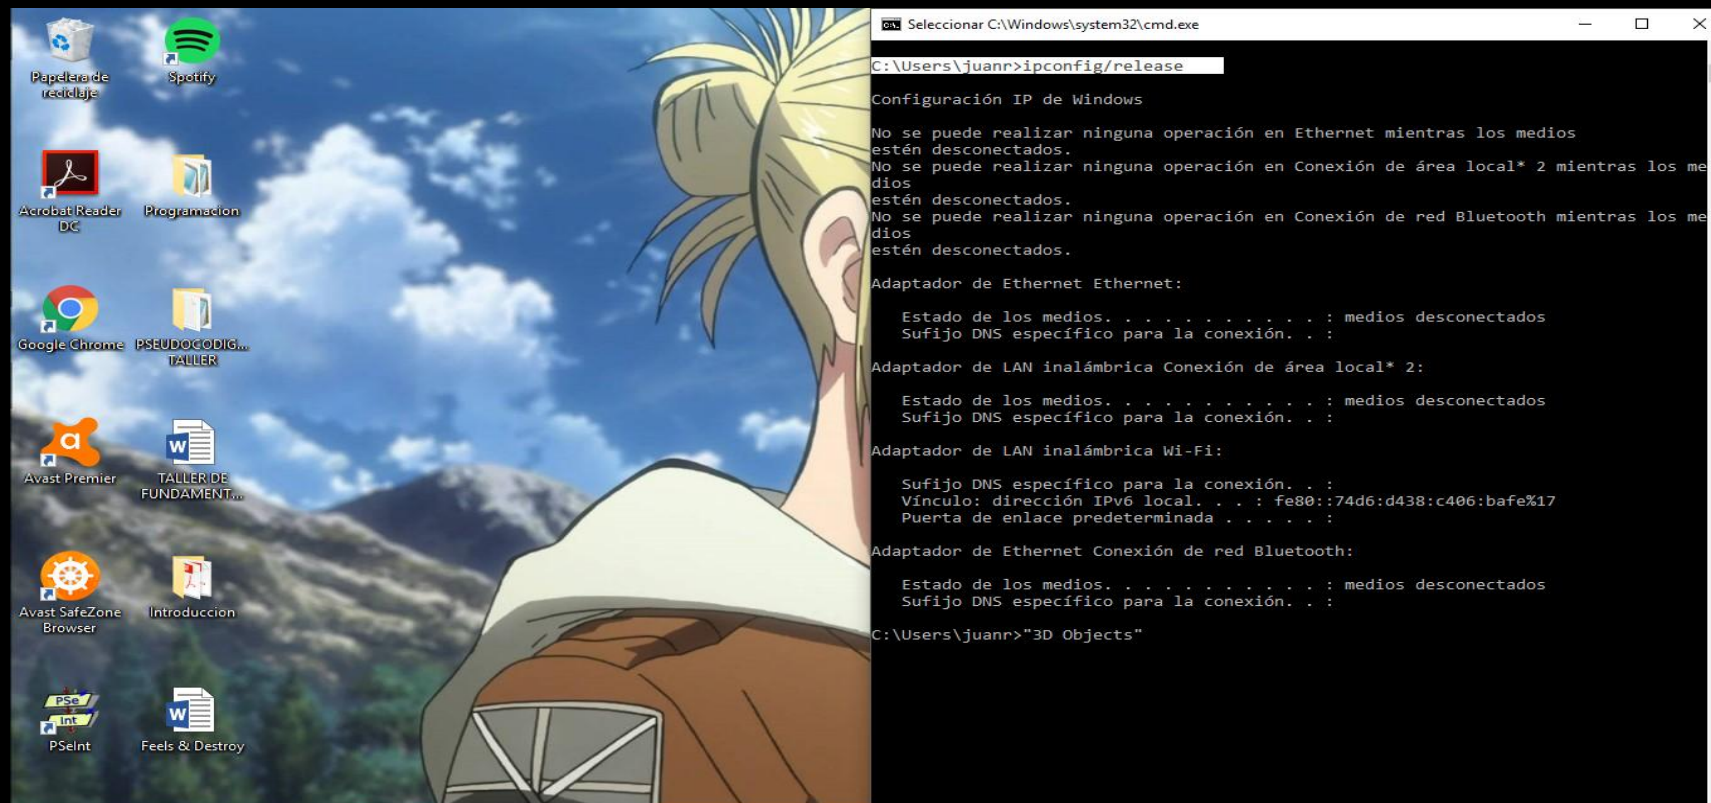 Papelera de
reciclaje
Spotify
Acrobat Reader
DC
Programacion
Google Chrome
PSEUDOCODIG...
TALLER
Avast Premier
TALLER DE
FUNDAMENT...
Avast SafeZone
Browser
Introduccion
PSe
Int
PSeInt
Feels & Destroy
Seleccionar C:\Windows\system32\cmd.exe
C:\Users\juanr>ipconfig/release
Configuración IP de Windows
No se puede realizar ninguna operación en Ethernet mientras los medios
estén desconectados.
No se puede realizar ninguna operación en Conexión de área local* 2 mientras los me
dios
estén desconectados.
No se puede realizar ninguna operación en Conexión de red Bluetooth mientras los me
dios
estén desconectados.
Adaptador de Ethernet Ethernet:
Estado de los medios. . . . . . . . . . . : medios desconectados
Sufijo DNS específico para la conexión. . :
Adaptador de LAN inalámbrica Conexión de área local* 2:
Estado de los medios. . . . . . . . . . . : medios desconectados
Sufijo DNS específico para la conexión. . :
Adaptador de LAN inalámbrica Wi-Fi:
Sufijo DNS específico para la conexión. . :
Vínculo: dirección IPv6 local. . . : fe80::74d6:d438:c406:bafe%17
Puerta de enlace predeterminada . . . . . :
Adaptador de Ethernet Conexión de red Bluetooth:
Estado de los medios. . . . . . . . . . . : medios desconectados
Sufijo DNS específico para la conexión. . :
C:\Users\juanr>"3D Objects"